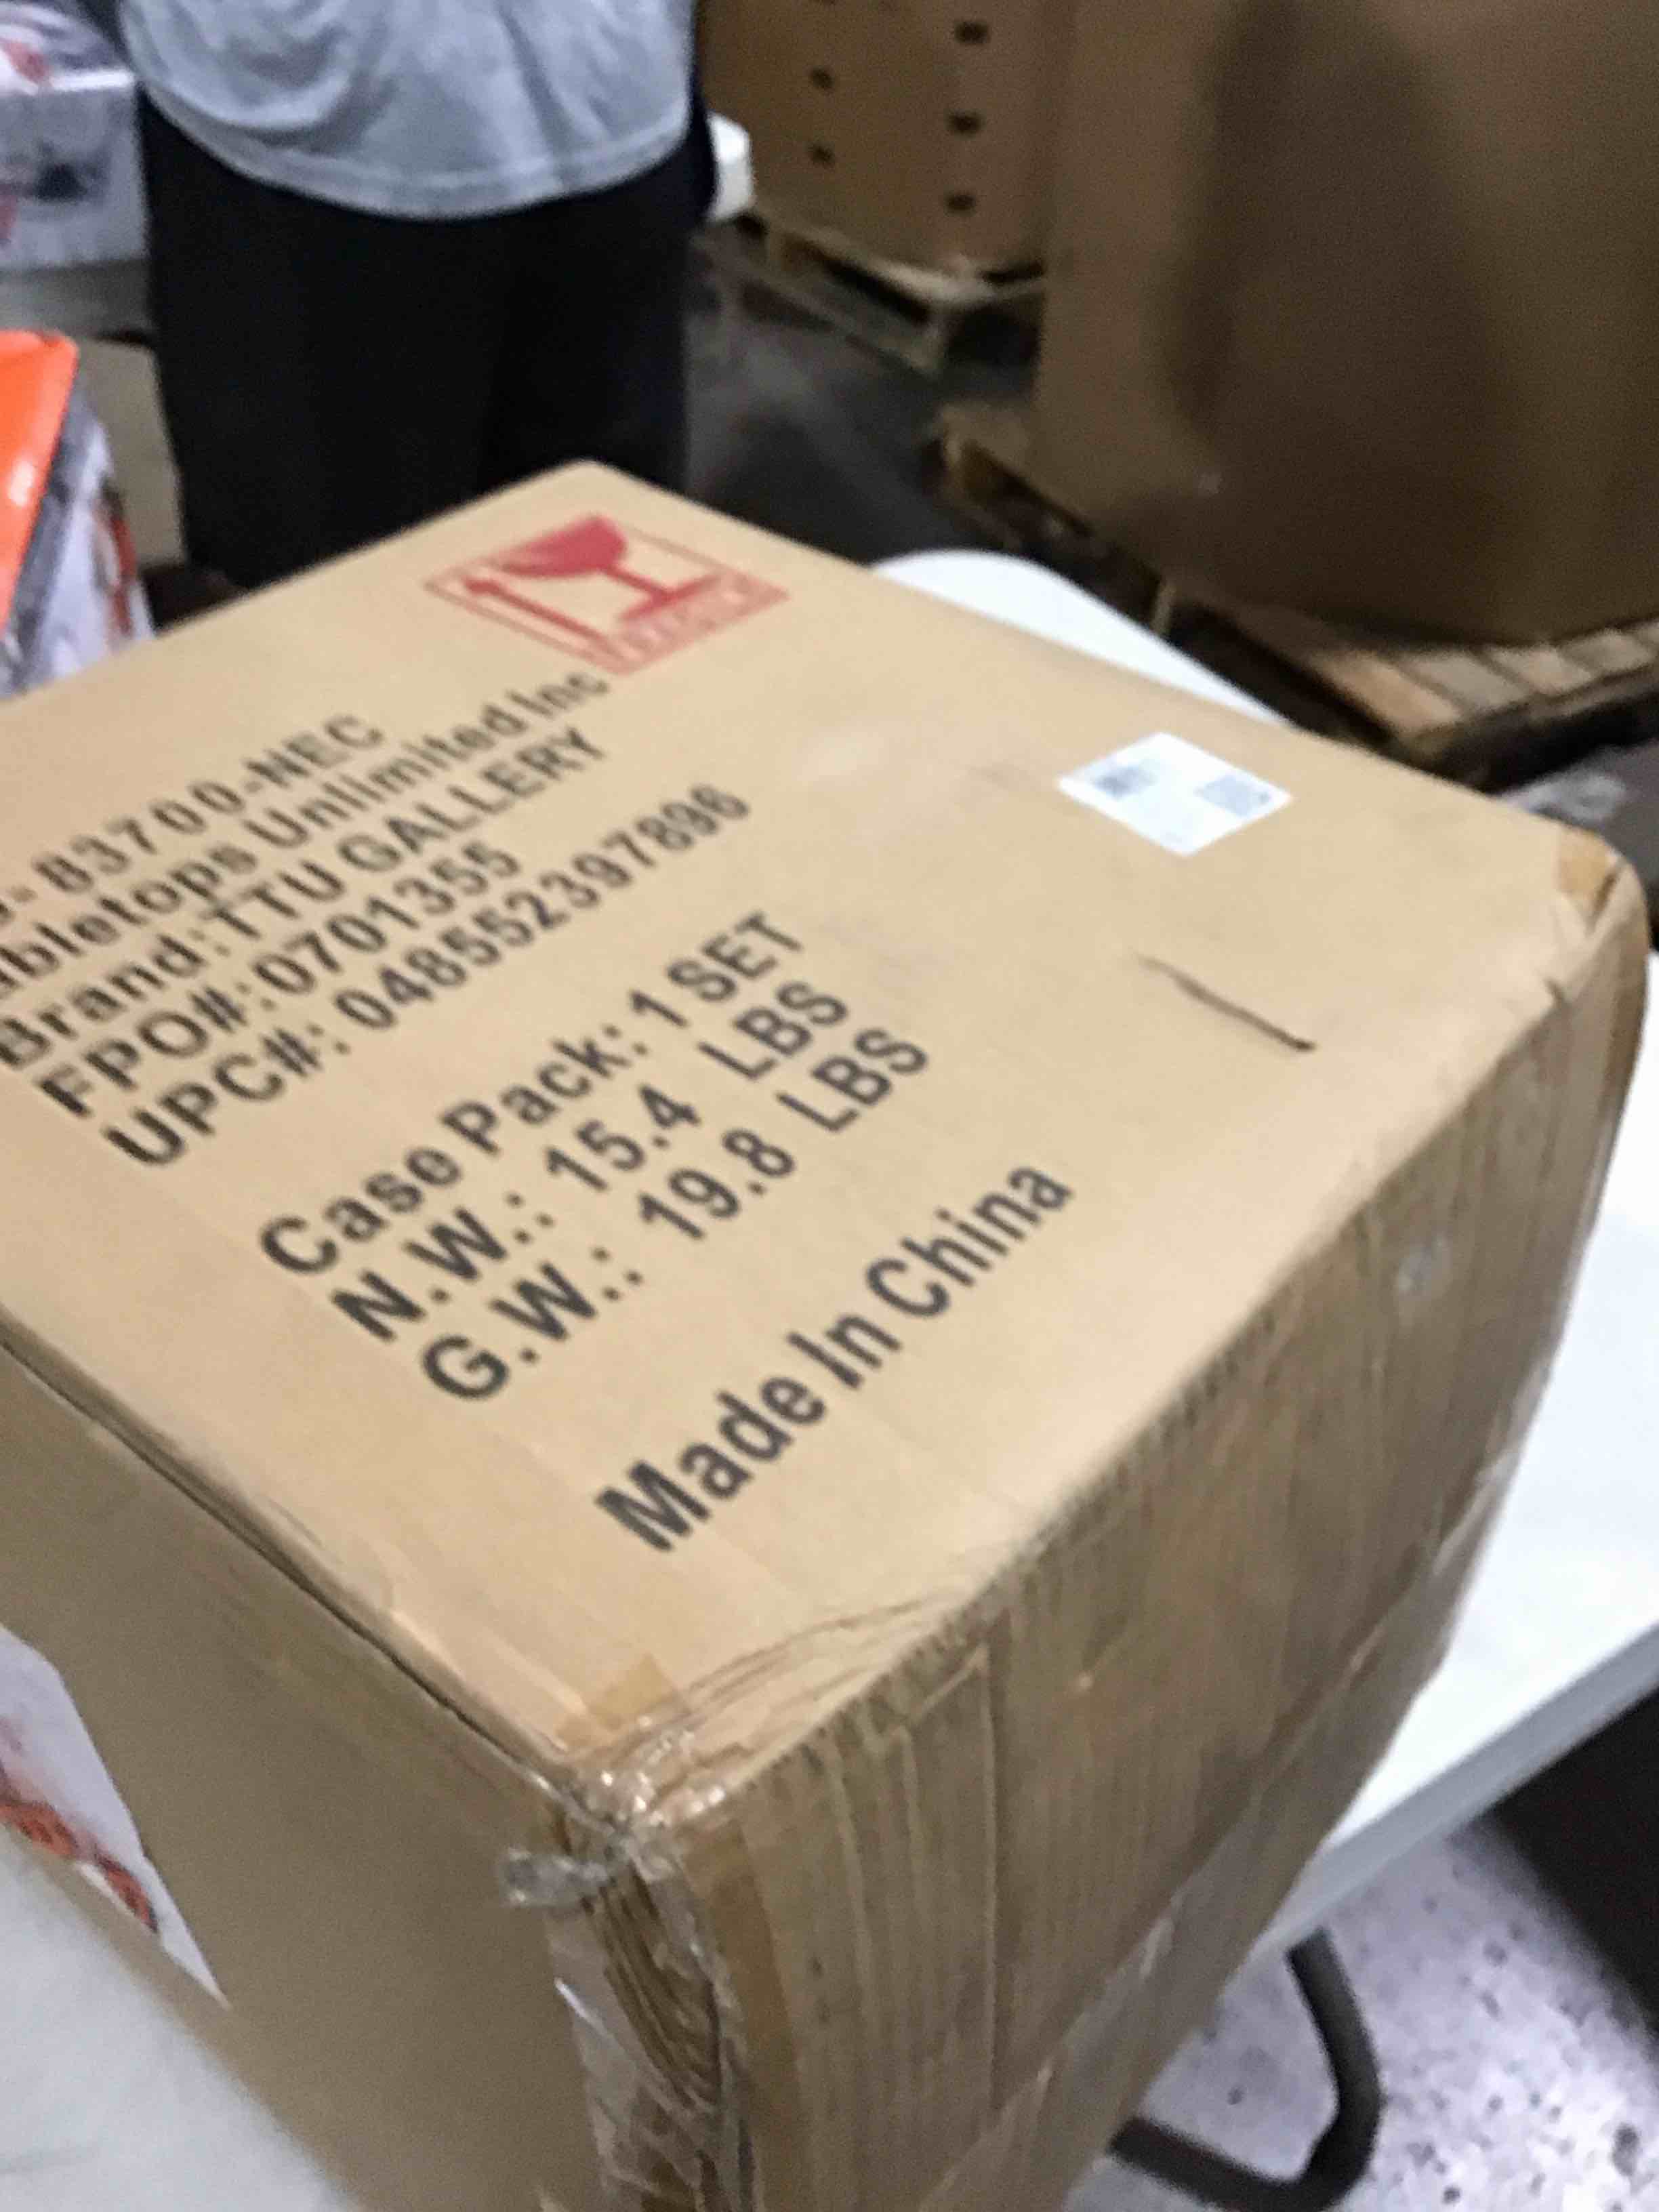 83700-NEC
Tabletops Unlimited Inc
Brand:TTU GALLERY
FPO#:0701355
UPC#: 048552397896
Case Pack: 1 SET
N.W.: 15.4 LBS
G.W.: 19.8 LBS
Made In China